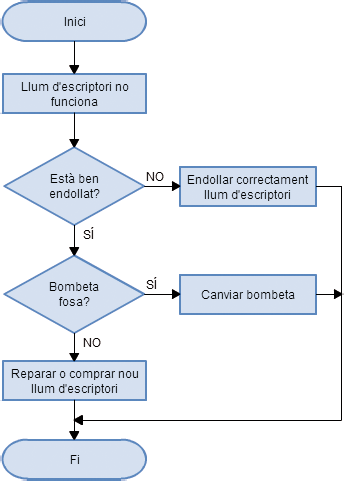 Inici
Llum d'escriptori no
funciona
Està ben
endollat?
NO
Endollar correctament
llum d'escriptori
SÍ
Bombeta
fosa?
SÍ
Canviar bombeta
NO
Reparar o comprar nou
llum d'escriptori
Fi